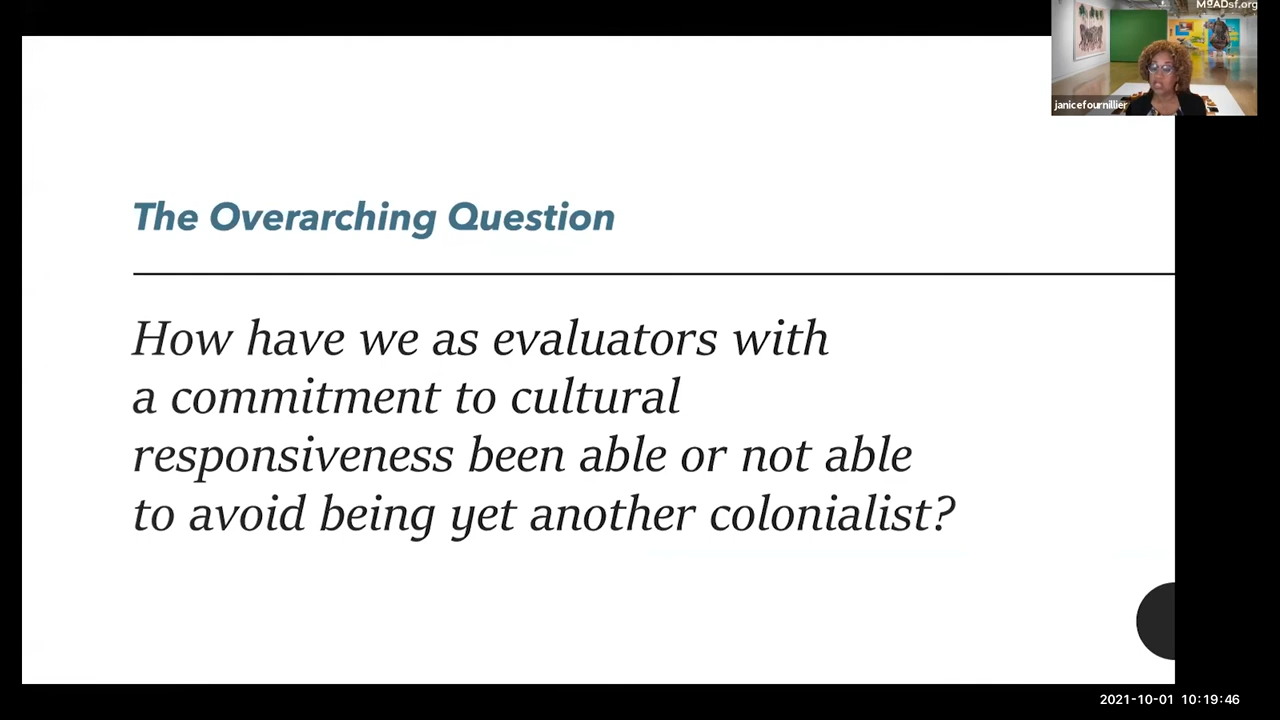 MoADsf.org
janicefournillier
The Overarching Question
How have we as evaluators with
a commitment to cultural
responsiveness been able or not able
to avoid being yet another colonialist?
2021-10-01 10:19:46